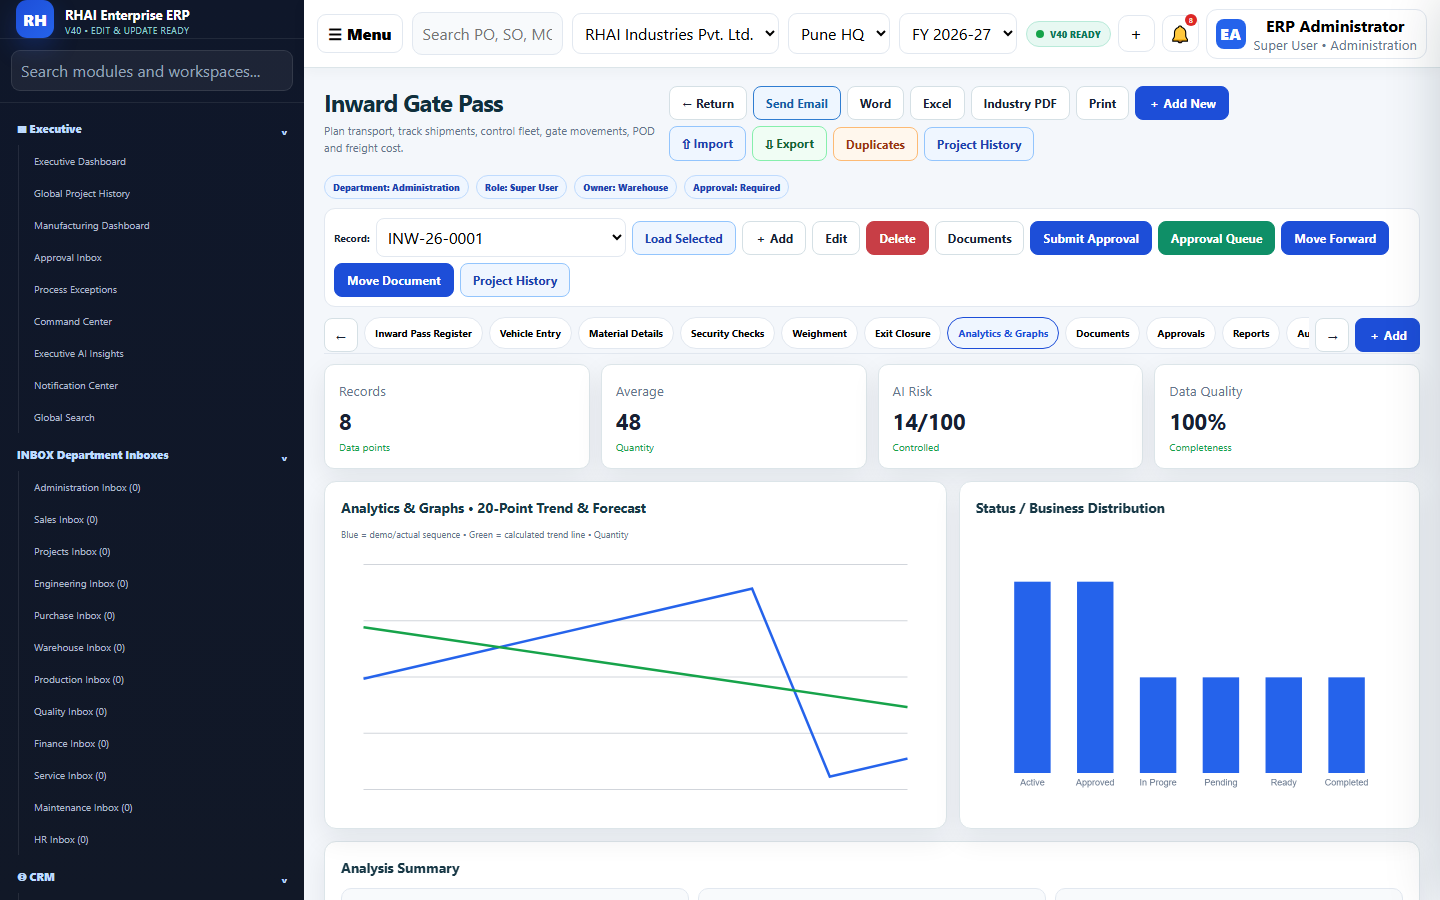 RH
RHAI Enterprise ERP
V40 • EDIT & UPDATE READY
Search modules and workspaces...
Executive
Executive Dashboard
Global Project History
Manufacturing Dashboard
Approval Inbox
Process Exceptions
Command Center
Executive AI Insights
Notification Center
Global Search
INBOX Department Inboxes
Administration Inbox (0)
Sales Inbox (0)
Projects Inbox (0)
Engineering Inbox (0)
Purchase Inbox (0)
Warehouse Inbox (0)
Production Inbox (0)
Quality Inbox (0)
Finance Inbox (0)
Service Inbox (0)
Maintenance Inbox (0)
HR Inbox (0)
CRM
☰ Menu
Search PO, SO, MO
RHAI Industries Pvt. Ltd.
Pune HQ
FY 2026-27
V40 READY
+
8
EA
ERP Administrator
Super User • Administration
Inward Gate Pass
Plan transport, track shipments, control fleet, gate movements, POD
and freight cost.
← Return
Send Email
Word
Excel
Industry PDF
Print
+ Add New
⇧ Import
⇩ Export
Duplicates
Project History
Department: Administration
Role: Super User
Owner: Warehouse
Approval: Required
Record:
INW-26-0001
Load Selected
+ Add
Edit
Delete
Documents
Submit Approval
Approval Queue
Move Forward
Move Document
Project History
←
Inward Pass Register
Vehicle Entry
Material Details
Security Checks
Weighment
Exit Closure
Analytics & Graphs
Documents
Approvals
Reports
Au
→
+ Add
Records
8
Data points
Average
48
Quantity
AI Risk
14/100
Controlled
Data Quality
100%
Completeness
Analytics & Graphs • 20-Point Trend & Forecast
Blue = demo/actual sequence • Green = calculated trend line • Quantity
Status / Business Distribution
Active
Approved
In Progre
Pending
Ready
Completed
Analysis Summary